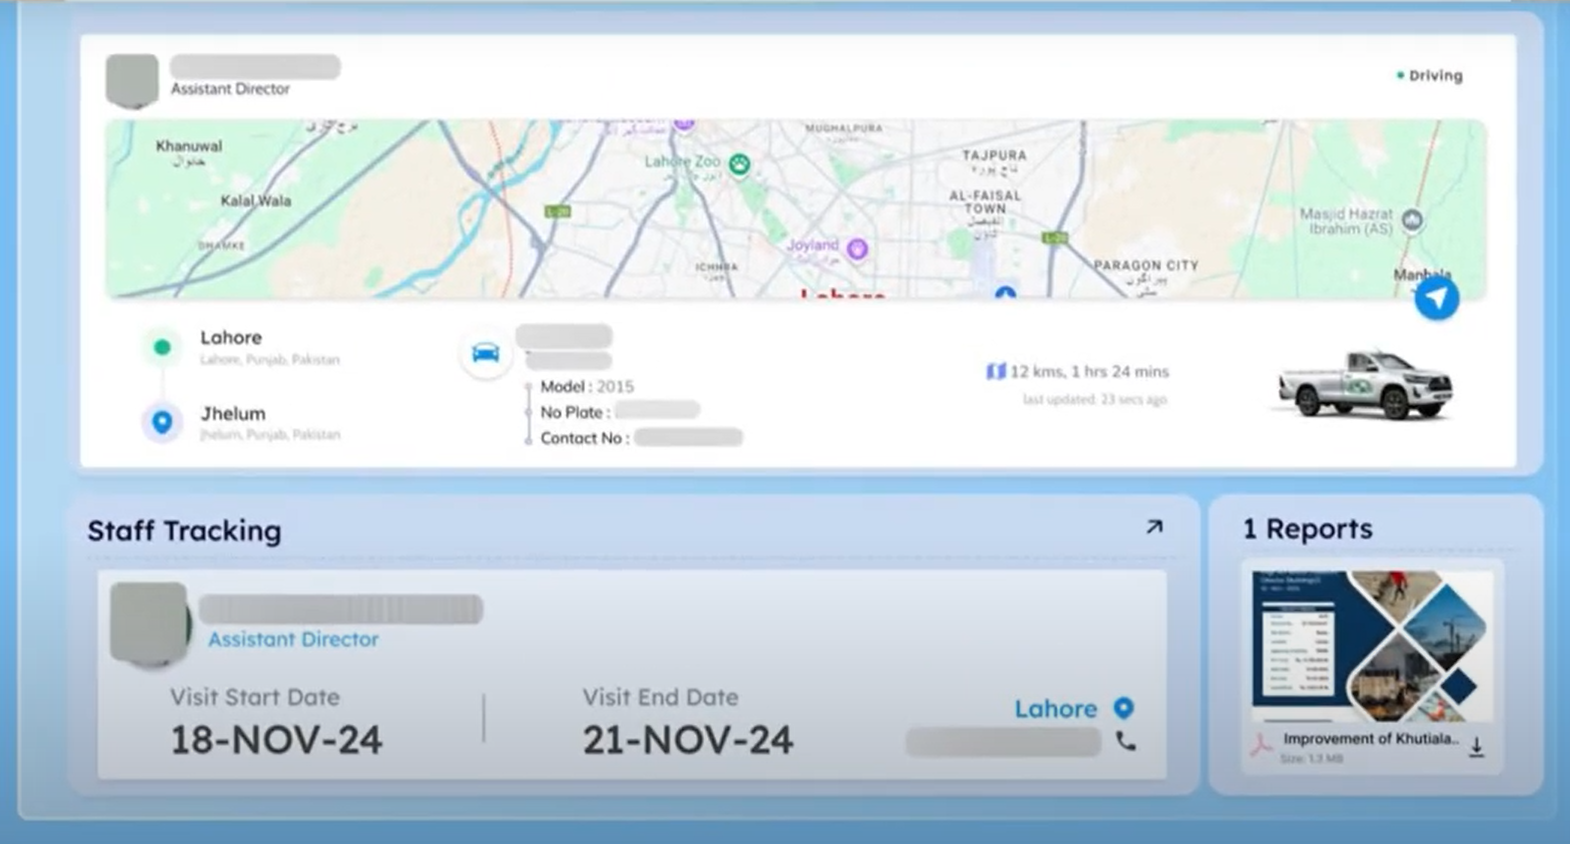 Assistant Director
Driving
MUGHALPURA
Khanuwal
Lahore Zoo
TAJPURA
Kalal Wala
AL-FAISAL
TOWN
L-20
Masjid Hazrat
Ibrahim (AS)
L-20
DHAMKE
Joyland
ICHHRA
PARAGON CITY
Manhala
Lahore
Lahore
Lahore, Punjab, Pakistan
Model : 2015
12 kms, 1 hrs 24 mins
last updated: 23 secs ago
Jhelum
Jhelum, Punjab, Pakistan
No Plate :
Contact No :
Staff Tracking
1 Reports
Assistant Director
Visit Start Date
Visit End Date
18-NOV-24
21-NOV-24
Lahore
Improvement of Khutiala..
Size: 1.3 MB